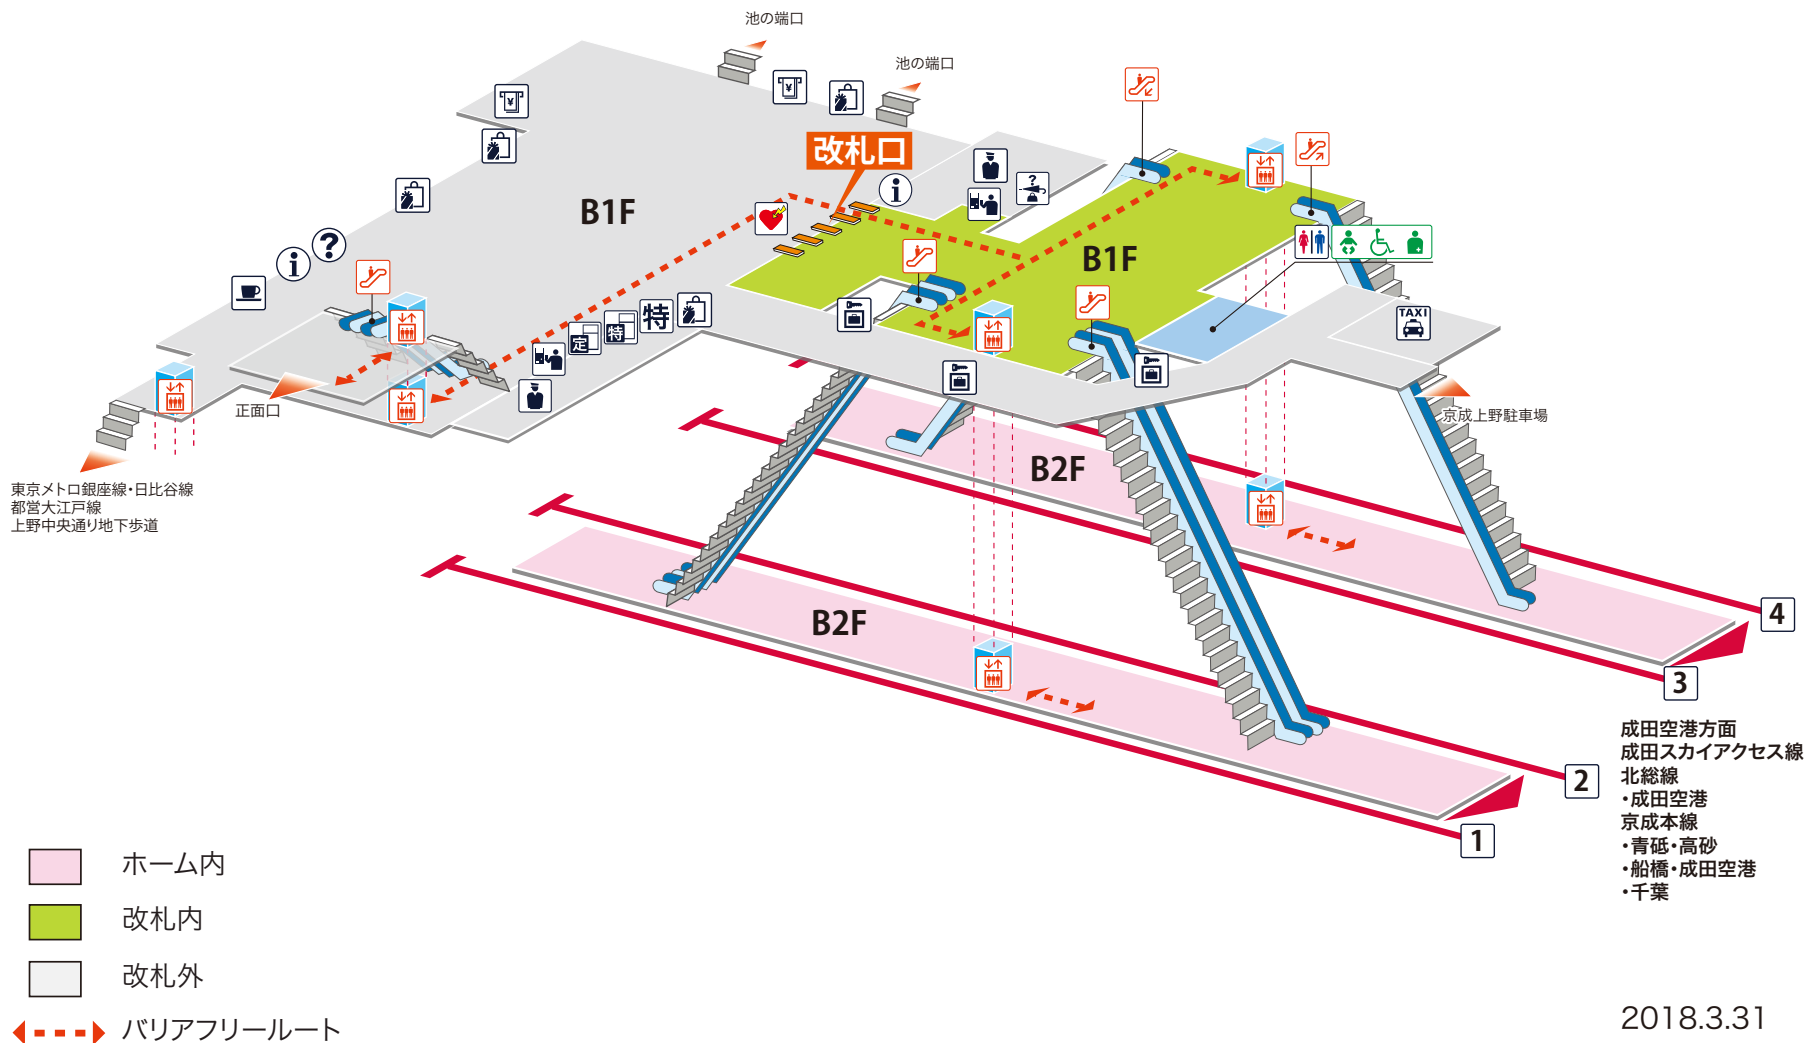 池の端口
池の端口
改札口
B1F
B1F
TAXI
特
特
定
正面口
京成上野駐車場
東京メトロ銀座線・日比谷線
都営大江戸線
上野中央通り地下歩道
B2F
B2F
4
3
2
1
成田空港方面
成田スカイアクセス線
北総線
・成田空港
京成本線
・青砥・高砂
・船橋・成田空港
・千葉
ホーム内
改札内
改札外
バリアフリールート
2018.3.31